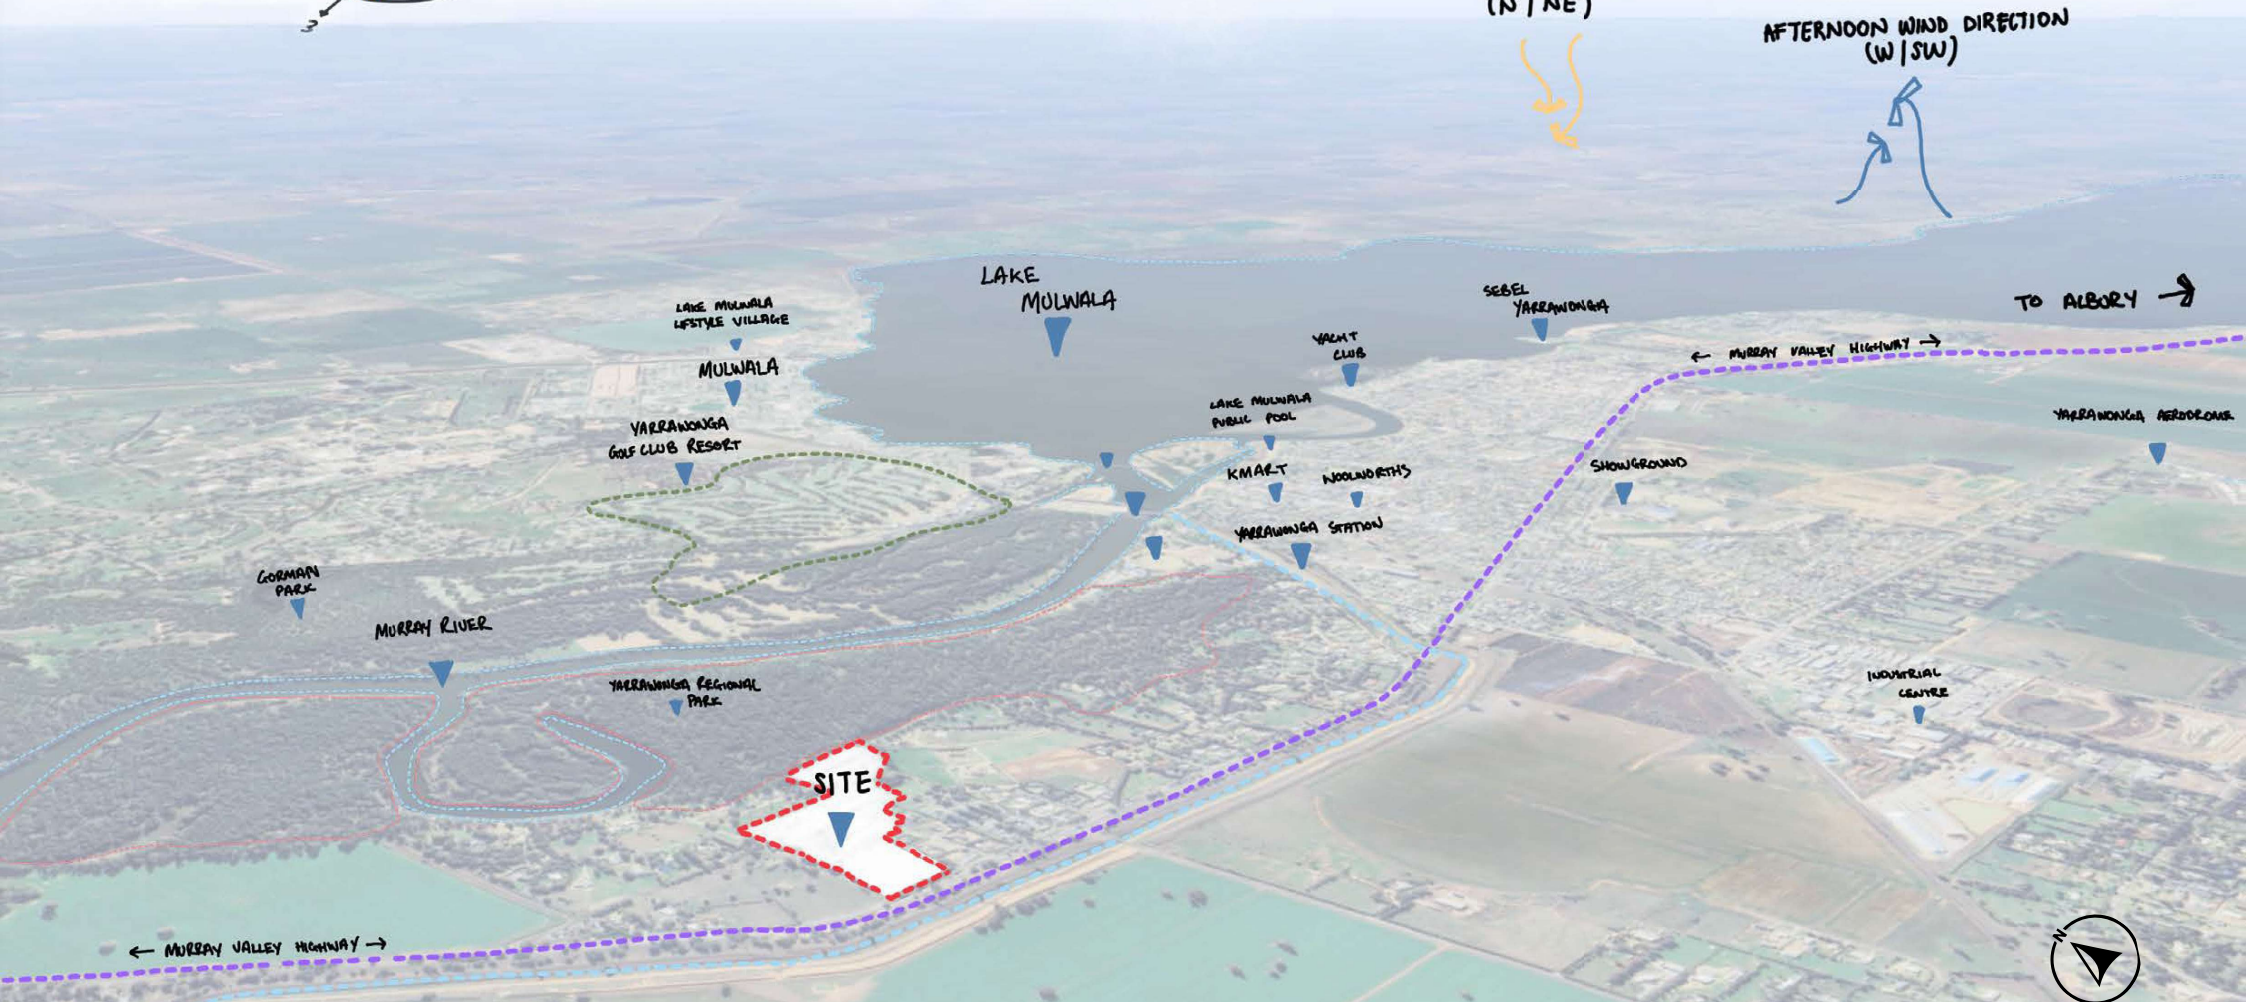 (N | NE)
AFTERNOON WIND DIRECTION
(W | SW)
LAKE
MULWALA
SEBEL
YARRAWONGA
TO ALBURY →
LAKE MULWALA
LIFSTYLE VILLAGE
MULWALA
YACHT
CLUB
← MURRAY VALLEY HIGHWAY →
LAKE MULWALA
PUBLIC POOL
YARRAWONGA AERODROME
YARRAWONGA
GOLF CLUB RESORT
KMART
WOOLWORTHS
SHOWGROUND
YARRAWONGA STATION
GORMAN
PARK
MURRAY RIVER
YARRAWONGA REGIONAL
PARK
INDUSTRIAL
CENTRE
SITE
← MURRAY VALLEY HIGHWAY →
N